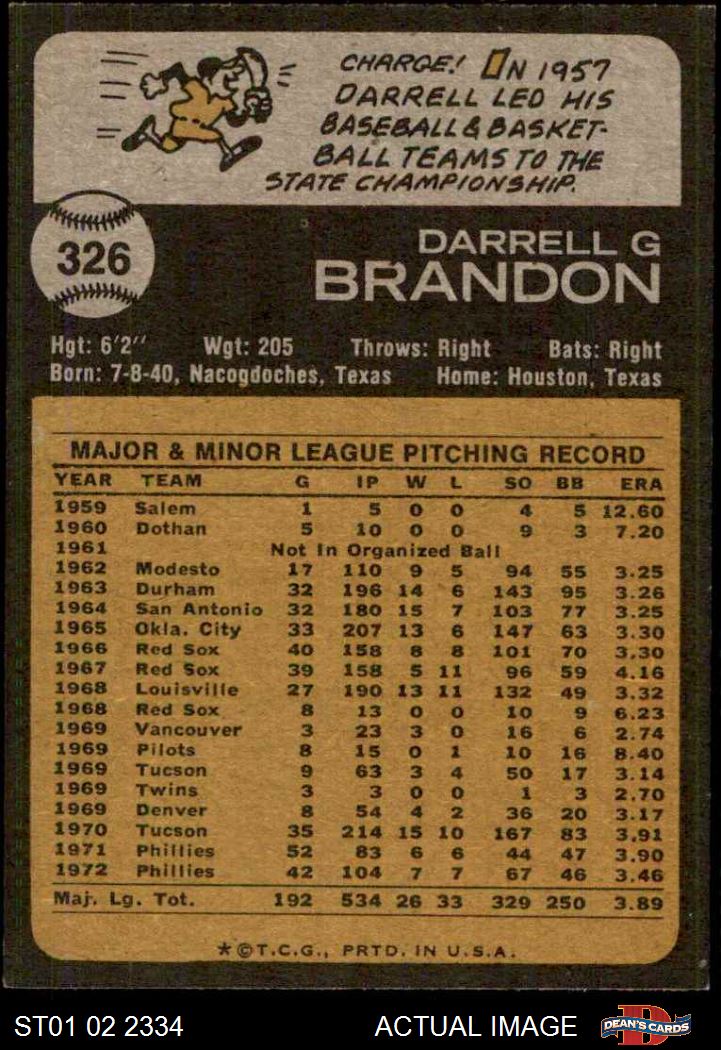 CHARGE! IN 1957
DARRELL LED HIS
BASEBALL & BASKET-
BALL TEAMS TO THE
STATE CHAMPIONSHIP.
326
DARRELL G
BRANDON
Hgt: 6'2" Wgt: 205 Throws: Right Bats: Right
Born: 7-8-40, Nacogdoches, Texas Home: Houston, Texas
MAJOR & MINOR LEAGUE PITCHING RECORD
YEAR TEAM G IP W L SO BB ERA
1959 Salem 1 5 0 0 4 5 12.60
1960 Dothan 5 10 0 0 9 3 7.20
1961 Not In Organized Ball
1962 Modesto 17 110 9 5 94 55 3.25
1963 Durham 32 196 14 6 143 95 3.26
1964 San Antonio 32 180 15 7 103 77 3.25
1965 Okla. City 33 207 13 6 147 63 3.30
1966 Red Sox 40 158 8 8 101 70 3.30
1967 Red Sox 39 158 5 11 96 59 4.16
1968 Louisville 27 190 13 11 132 49 3.32
1968 Red Sox 8 13 0 0 10 9 6.23
1969 Vancouver 3 23 3 0 16 6 2.74
1969 Pilots 8 15 0 1 10 16 8.40
1969 Tucson 9 63 3 4 50 17 3.14
1969 Twins 3 3 0 0 1 3 2.70
1969 Denver 8 54 4 2 36 20 3.17
1970 Tucson 35 214 15 10 167 83 3.91
1971 Phillies 52 83 6 6 44 47 3.90
1972 Phillies 42 104 7 7 67 46 3.46
Maj. Lg. Tot. 192 534 26 33 329 250 3.89
*©T.C.G., PRTD. IN U.S.A.
ST01 02 2334 ACTUAL IMAGE D DEAN'S CARDS